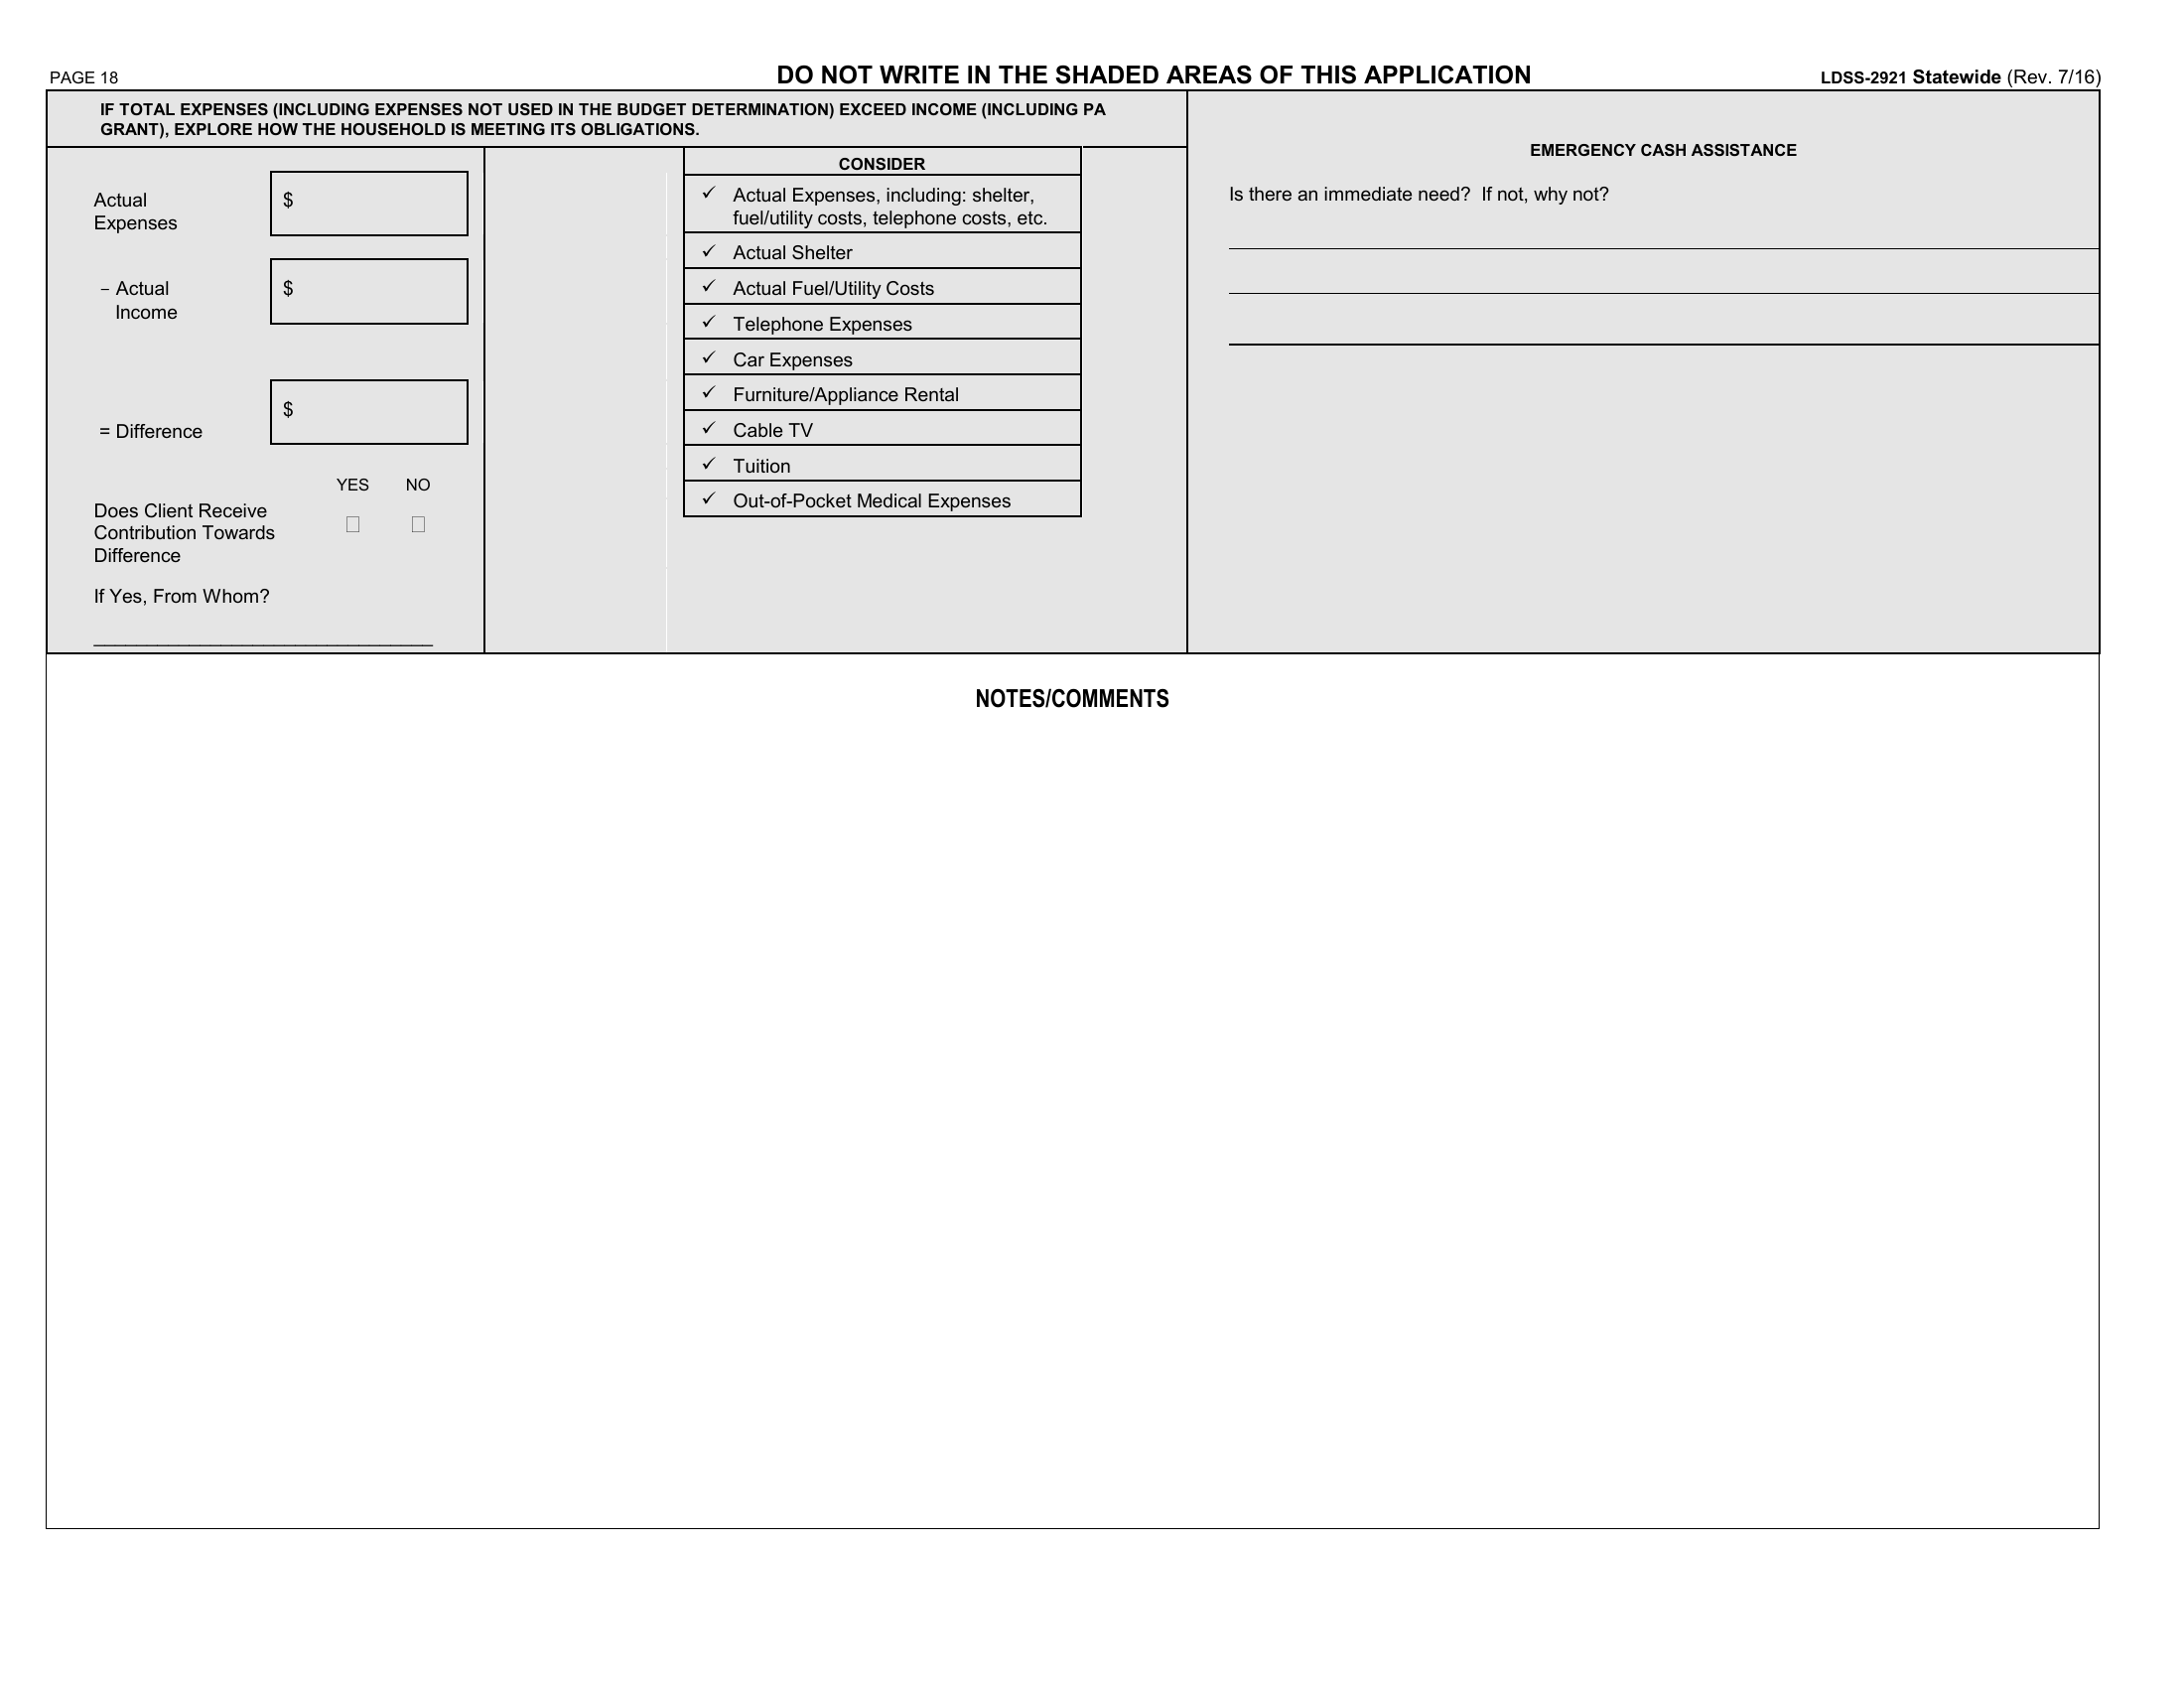 PAGE 18
DO NOT WRITE IN THE SHADED AREAS OF THIS APPLICATION
LDSS-2921 Statewide (Rev. 7/16)
IF TOTAL EXPENSES (INCLUDING EXPENSES NOT USED IN THE BUDGET DETERMINATION) EXCEED INCOME (INCLUDING PA
GRANT), EXPLORE HOW THE HOUSEHOLD IS MEETING ITS OBLIGATIONS.
Actual
Expenses
$
– Actual
Income
$
= Difference
$
YES NO
Does Client Receive
Contribution Towards
Difference
If Yes, From Whom?
CONSIDER
✓ Actual Expenses, including: shelter,
fuel/utility costs, telephone costs, etc.
✓ Actual Shelter
✓ Actual Fuel/Utility Costs
✓ Telephone Expenses
✓ Car Expenses
✓ Furniture/Appliance Rental
✓ Cable TV
✓ Tuition
✓ Out-of-Pocket Medical Expenses
EMERGENCY CASH ASSISTANCE
Is there an immediate need? If not, why not?
NOTES/COMMENTS